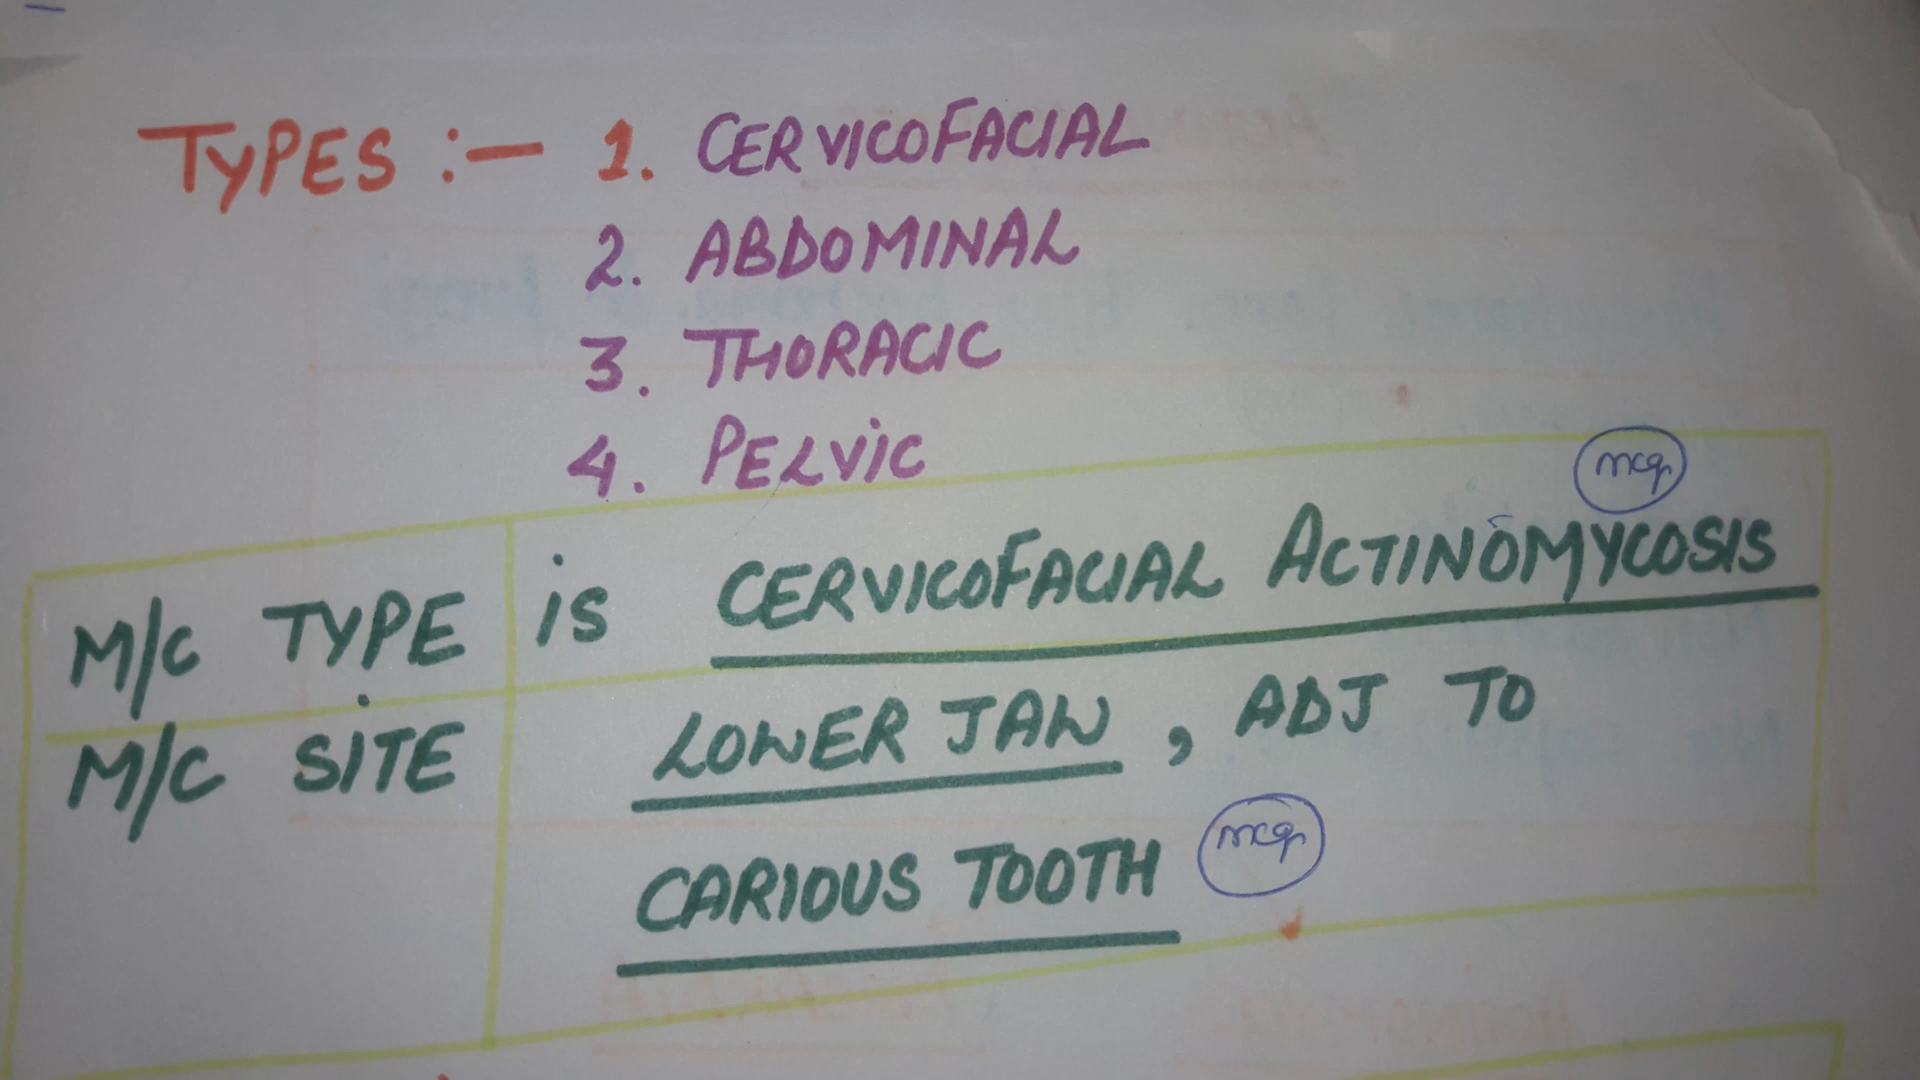 TYPES :- 1. CERVICOFACIAL
2. ABDOMINAL
3. THORACIC
4. PELVIC
mcq
M/C TYPE is CERVICOFACIAL ACTINOMYCOSIS
M/C SITE LOWER JAW, ADJ TO
CARIOUS TOOTH mcq